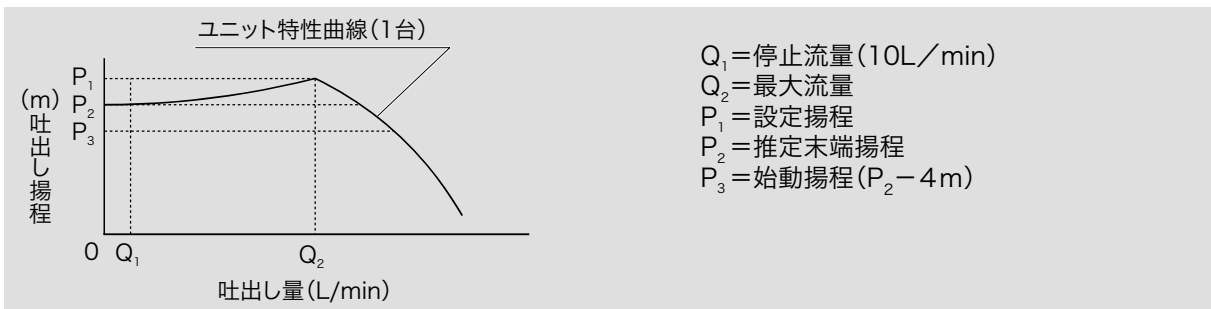 ユニット特性曲線(1台)
(m)
吐出し揚程
P₁
P₂
P₃
0
Q₁
Q₂
吐出し量(L/min)
Q₁=停止流量(10L/min)
Q₂=最大流量
P₁=設定揚程
P₂=推定末端揚程
P₃=始動揚程(P₂-4m)